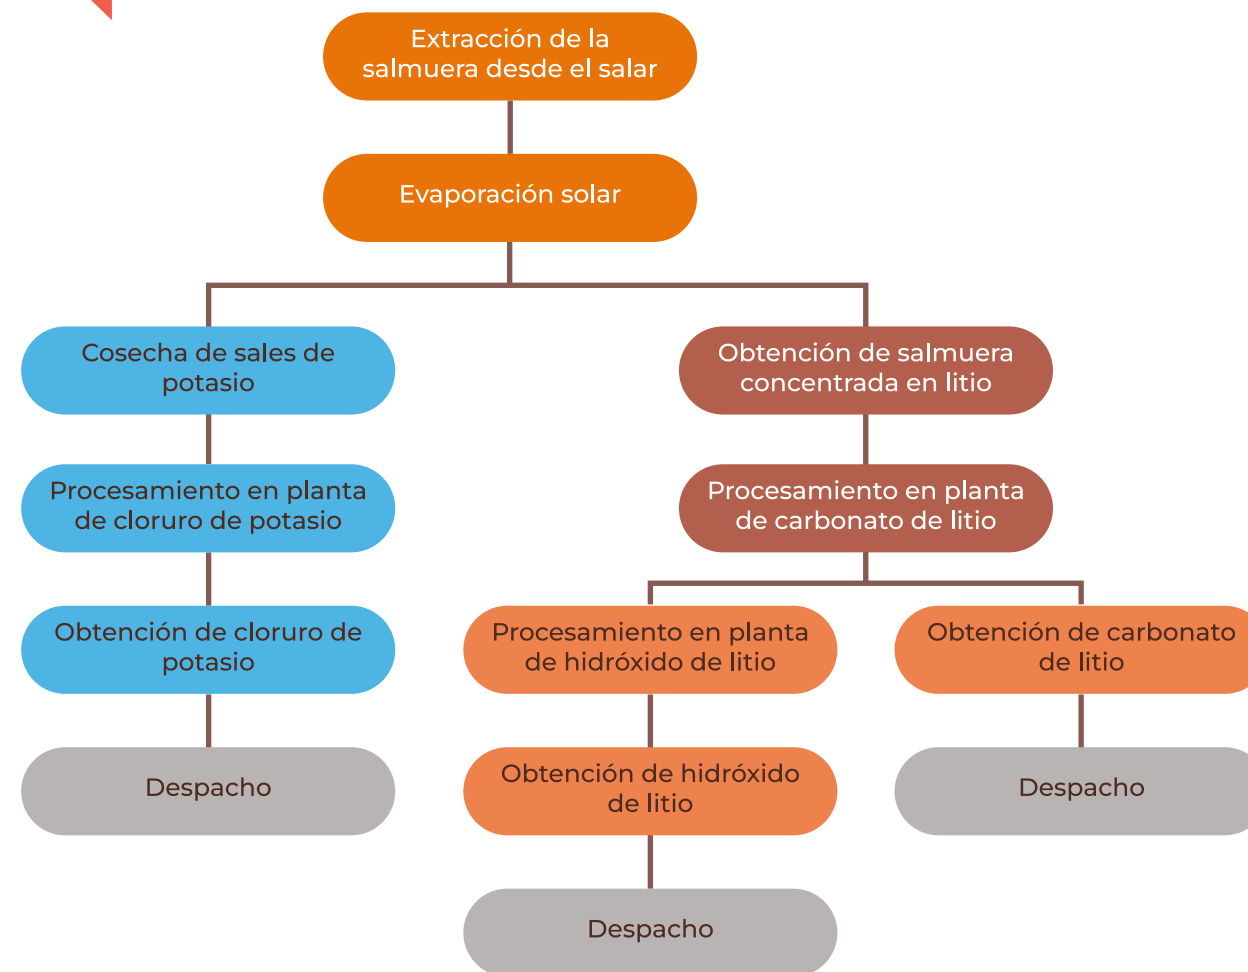 Extracción de la
salmuera desde el salar
Evaporación solar
Cosecha de sales de
potasio
Obtención de salmuera
concentrada en litio
Procesamiento en planta
de cloruro de potasio
Procesamiento en planta
de carbonato de litio
Obtención de cloruro de
potasio
Procesamiento en planta
de hidróxido de litio
Obtención de carbonato
de litio
Despacho
Obtención de hidróxido
de litio
Despacho
Despacho